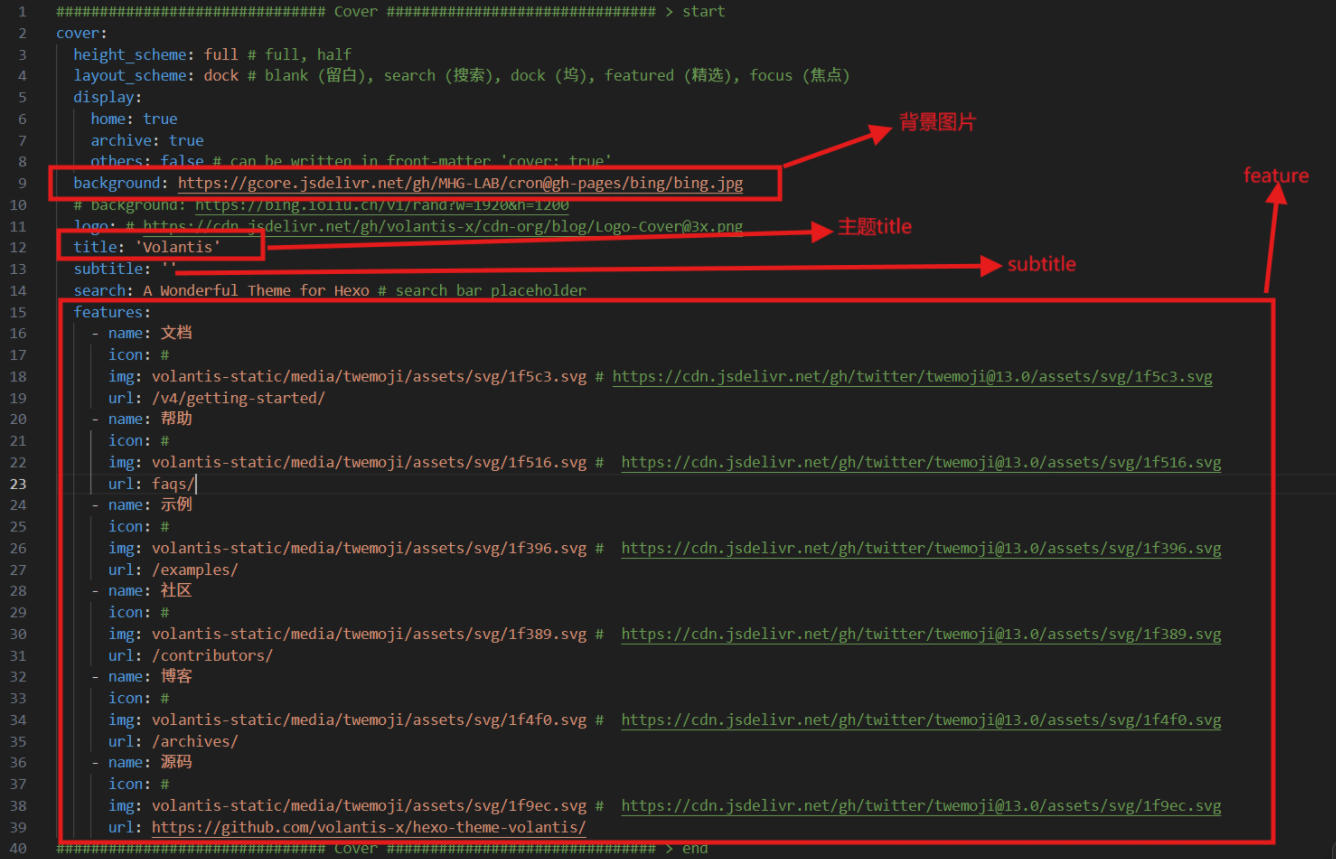 1 ############################### Cover ############################### > start
2 cover:
3 height_scheme: full # full, half
4 layout_scheme: dock # blank (留白), search (搜索), dock (坞), featured (精选), focus (焦点)
5 display:
6 home: true
背景图片
7 archive: true
8 others: false # can be written in front-matter 'cover: true'
feature
9 background: https://gcore.jsdelivr.net/gh/MHG-LAB/cron@gh-pages/bing/bing.jpg
10 # background: https://bing.ioliu.cn/v1/rand?w=1920&h=1200
11 logo: # https://cdn.jsdelivr.net/gh/volantis-x/cdn-org/blog/Logo-Cover@3x.png
主题title
12 title: 'Volantis'
13 subtitle: ''
subtitle
14 search: A Wonderful Theme for Hexo # search bar placeholder
15 features:
16 - name: 文档
17 icon: #
18 img: volantis-static/media/twemoji/assets/svg/1f5c3.svg # https://cdn.jsdelivr.net/gh/twitter/twemoji@13.0/assets/svg/1f5c3.svg
19 url: /v4/getting-started/
20 - name: 帮助
21 icon: #
22 img: volantis-static/media/twemoji/assets/svg/1f516.svg # https://cdn.jsdelivr.net/gh/twitter/twemoji@13.0/assets/svg/1f516.svg
23 url: faqs/
24 - name: 示例
25 icon: #
26 img: volantis-static/media/twemoji/assets/svg/1f396.svg # https://cdn.jsdelivr.net/gh/twitter/twemoji@13.0/assets/svg/1f396.svg
27 url: /examples/
28 - name: 社区
29 icon: #
30 img: volantis-static/media/twemoji/assets/svg/1f389.svg # https://cdn.jsdelivr.net/gh/twitter/twemoji@13.0/assets/svg/1f389.svg
31 url: /contributors/
32 - name: 博客
33 icon: #
34 img: volantis-static/media/twemoji/assets/svg/1f4f0.svg # https://cdn.jsdelivr.net/gh/twitter/twemoji@13.0/assets/svg/1f4f0.svg
35 url: /archives/
36 - name: 源码
37 icon: #
38 img: volantis-static/media/twemoji/assets/svg/1f9ec.svg # https://cdn.jsdelivr.net/gh/twitter/twemoji@13.0/assets/svg/1f9ec.svg
39 url: https://github.com/volantis-x/hexo-theme-volantis/
40 ############################### Cover ############################### > end